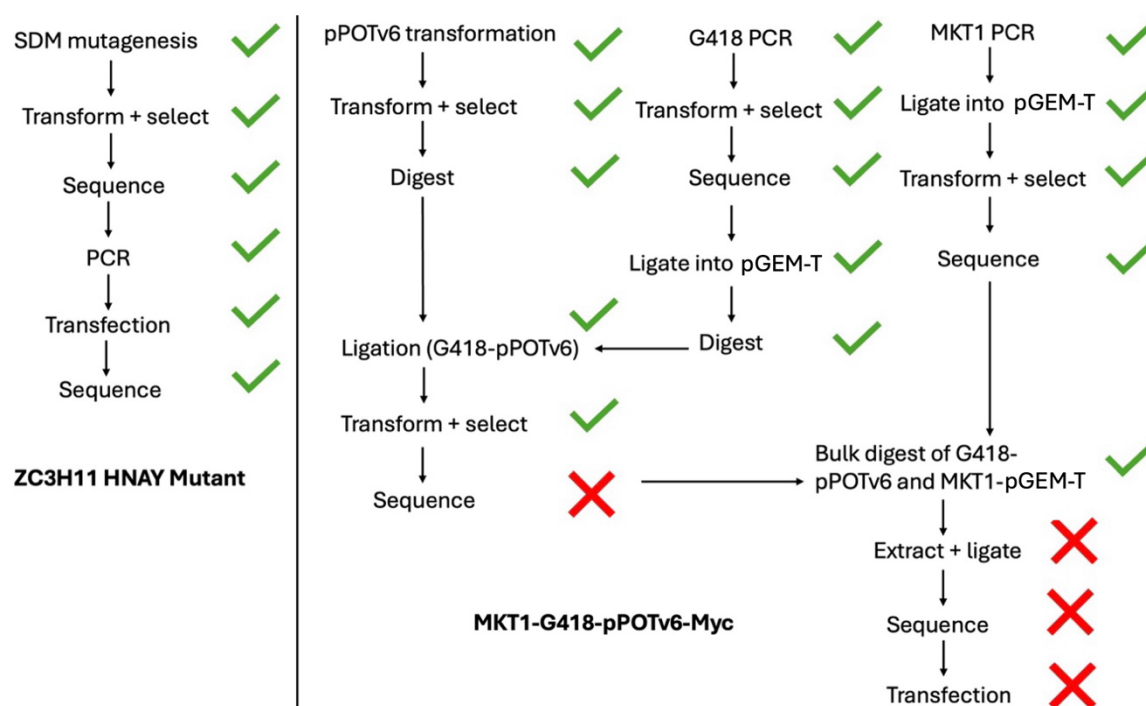 SDM mutagenesis
Transform + select
Sequence
PCR
Transfection
Sequence
ZC3H11 HNAY Mutant
pPOTv6 transformation
Transform + select
Digest
Ligation (G418-pPOTv6)
Transform + select
Sequence
G418 PCR
Transform + select
Sequence
Ligate into pGEM-T
Digest
MKT1 PCR
Ligate into pGEM-T
Transform + select
Sequence
Bulk digest of G418-
pPOTv6 and MKT1-pGEM-T
Extract + ligate
Sequence
Transfection
MKT1-G418-pPOTv6-Myc